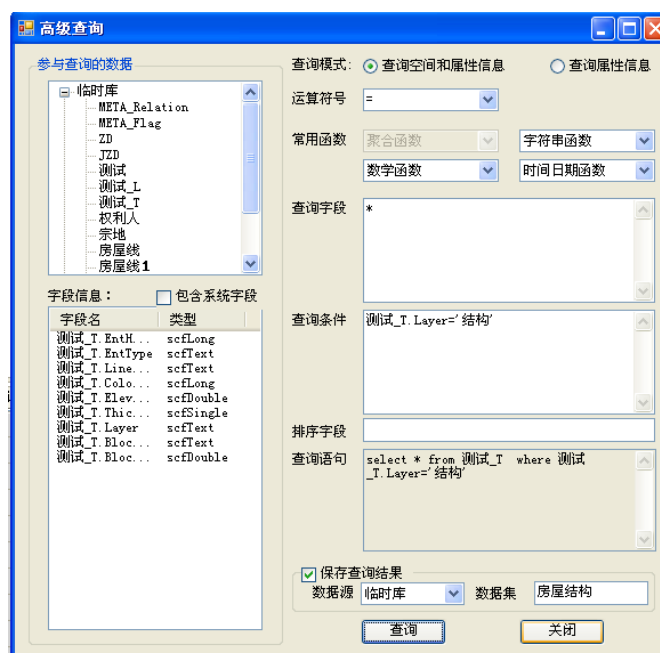 高级查询
参与查询的数据
临时库
META_Relation
META_Flag
ZD
JZD
测试
测试_L
测试_T
权利人
宗地
房屋线
房屋线1
字段信息：
包含系统字段
字段名 类型
测试_T.EntH... scfLong
测试_T.EntType scfText
测试_T.Line... scfText
测试_T.Colo... scfLong
测试_T.Elev... scfDouble
测试_T.Thic... scfSingle
测试_T.Layer scfText
测试_T.Bloc... scfText
测试_T.Bloc... scfDouble
查询模式: 查询空间和属性信息 查询属性信息
运算符号 =
常用函数 聚合函数 字符串函数
数学函数 时间日期函数
查询字段 *
查询条件 测试_T.Layer='结构'
排序字段
查询语句 select * from 测试_T  where 测试
_T.Layer='结构'
保存查询结果
数据源 临时库 数据集 房屋结构
查询 关闭